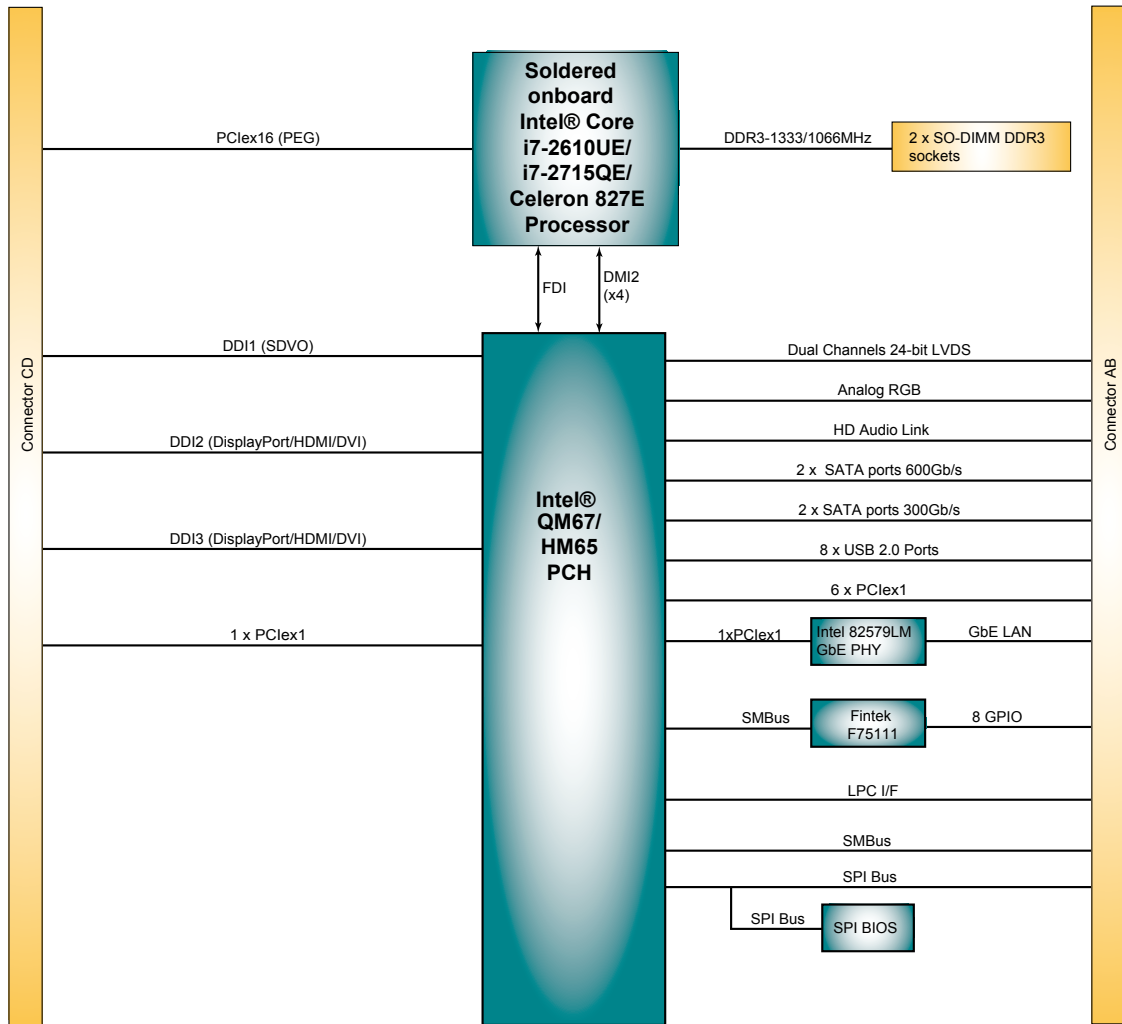 Soldered
onboard
Intel® Core
i7-2610UE/
i7-2715QE/
Celeron 827E
Processor
PCIex16 (PEG)
DDR3-1333/1066MHz
2 x SO-DIMM DDR3
sockets
FDI
DMI2
(x4)
Connector CD
Connector AB
DDI1 (SDVO)
DDI2 (DisplayPort/HDMI/DVI)
DDI3 (DisplayPort/HDMI/DVI)
1 x PCIex1
Intel®
QM67/
HM65
PCH
Dual Channels 24-bit LVDS
Analog RGB
HD Audio Link
2 x SATA ports 600Gb/s
2 x SATA ports 300Gb/s
8 x USB 2.0 Ports
6 x PCIex1
1xPCIex1
Intel 82579LM
GbE PHY
GbE LAN
SMBus
Fintek
F75111
8 GPIO
LPC I/F
SMBus
SPI Bus
SPI Bus
SPI BIOS